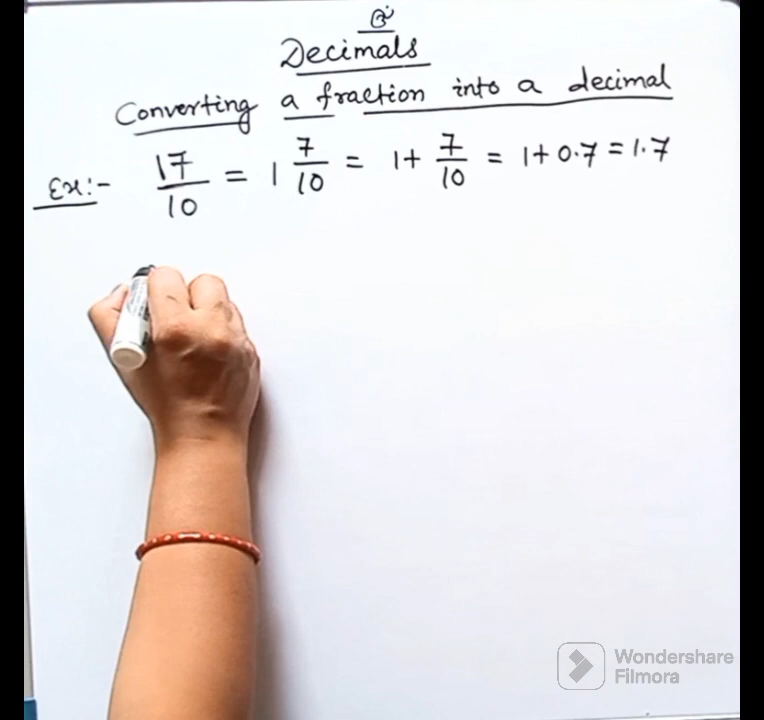 Decimals
Converting a fraction into a decimal
Ex:- 17/10 = 1 7/10 = 1 + 7/10 = 1 + 0.7 = 1.7
Wondershare
Filmora